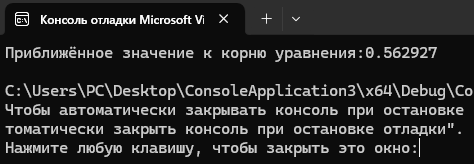 Консоль отладки Microsoft Vi
Приближённое значение к корню уравнения:0.562927
C:\Users\PC\Desktop\ConsoleApplication3\x64\Debug\Co
Чтобы автоматически закрывать консоль при остановке
томатически закрыть консоль при остановке отладки".
Нажмите любую клавишу, чтобы закрыть это окно: